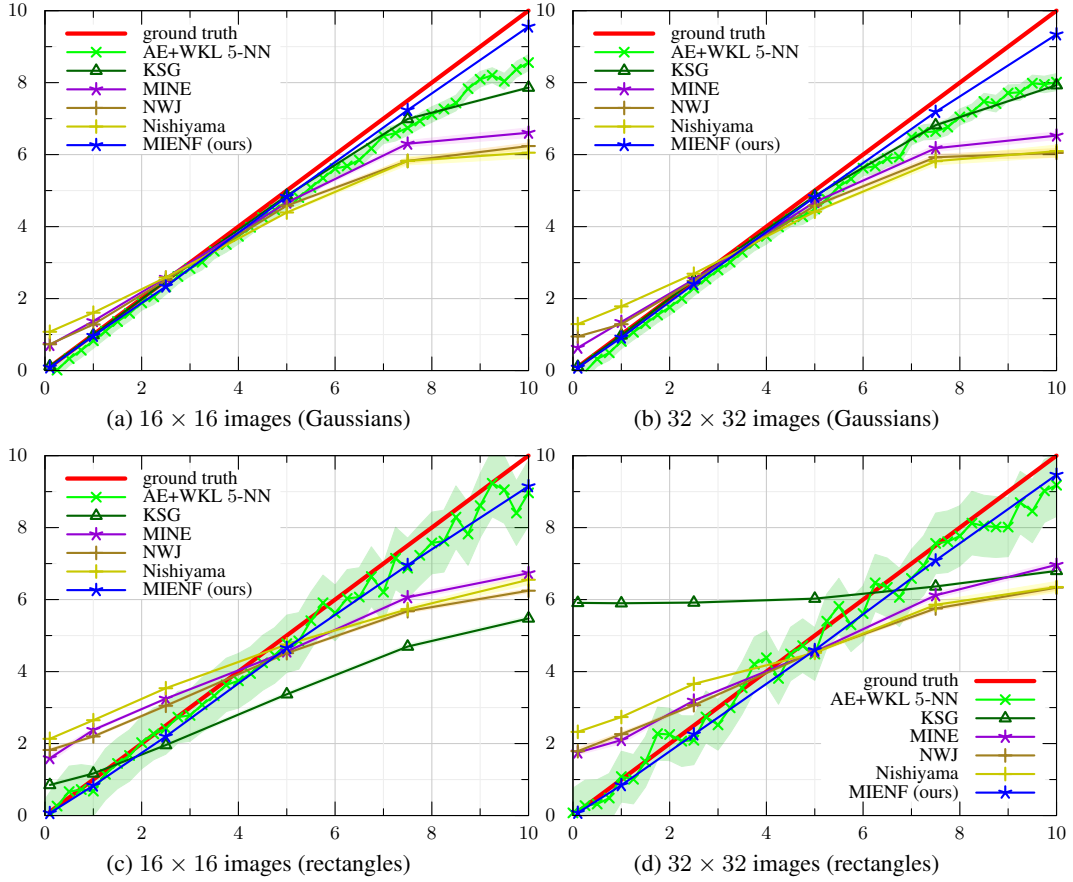 10
8
6
4
2
0
0 2 4 6 8 10
ground truth
AE+WKL 5-NN
KSG
MINE
NWJ
Nishiyama
MIENF (ours)
(a) 16 × 16 images (Gaussians)
10
8
6
4
2
0
0 2 4 6 8 10
ground truth
AE+WKL 5-NN
KSG
MINE
NWJ
Nishiyama
MIENF (ours)
(b) 32 × 32 images (Gaussians)
10
8
6
4
2
0
0 2 4 6 8 10
ground truth
AE+WKL 5-NN
KSG
MINE
NWJ
Nishiyama
MIENF (ours)
(c) 16 × 16 images (rectangles)
10
8
6
4
2
0
0 2 4 6 8 10
ground truth
AE+WKL 5-NN
KSG
MINE
NWJ
Nishiyama
MIENF (ours)
(d) 32 × 32 images (rectangles)